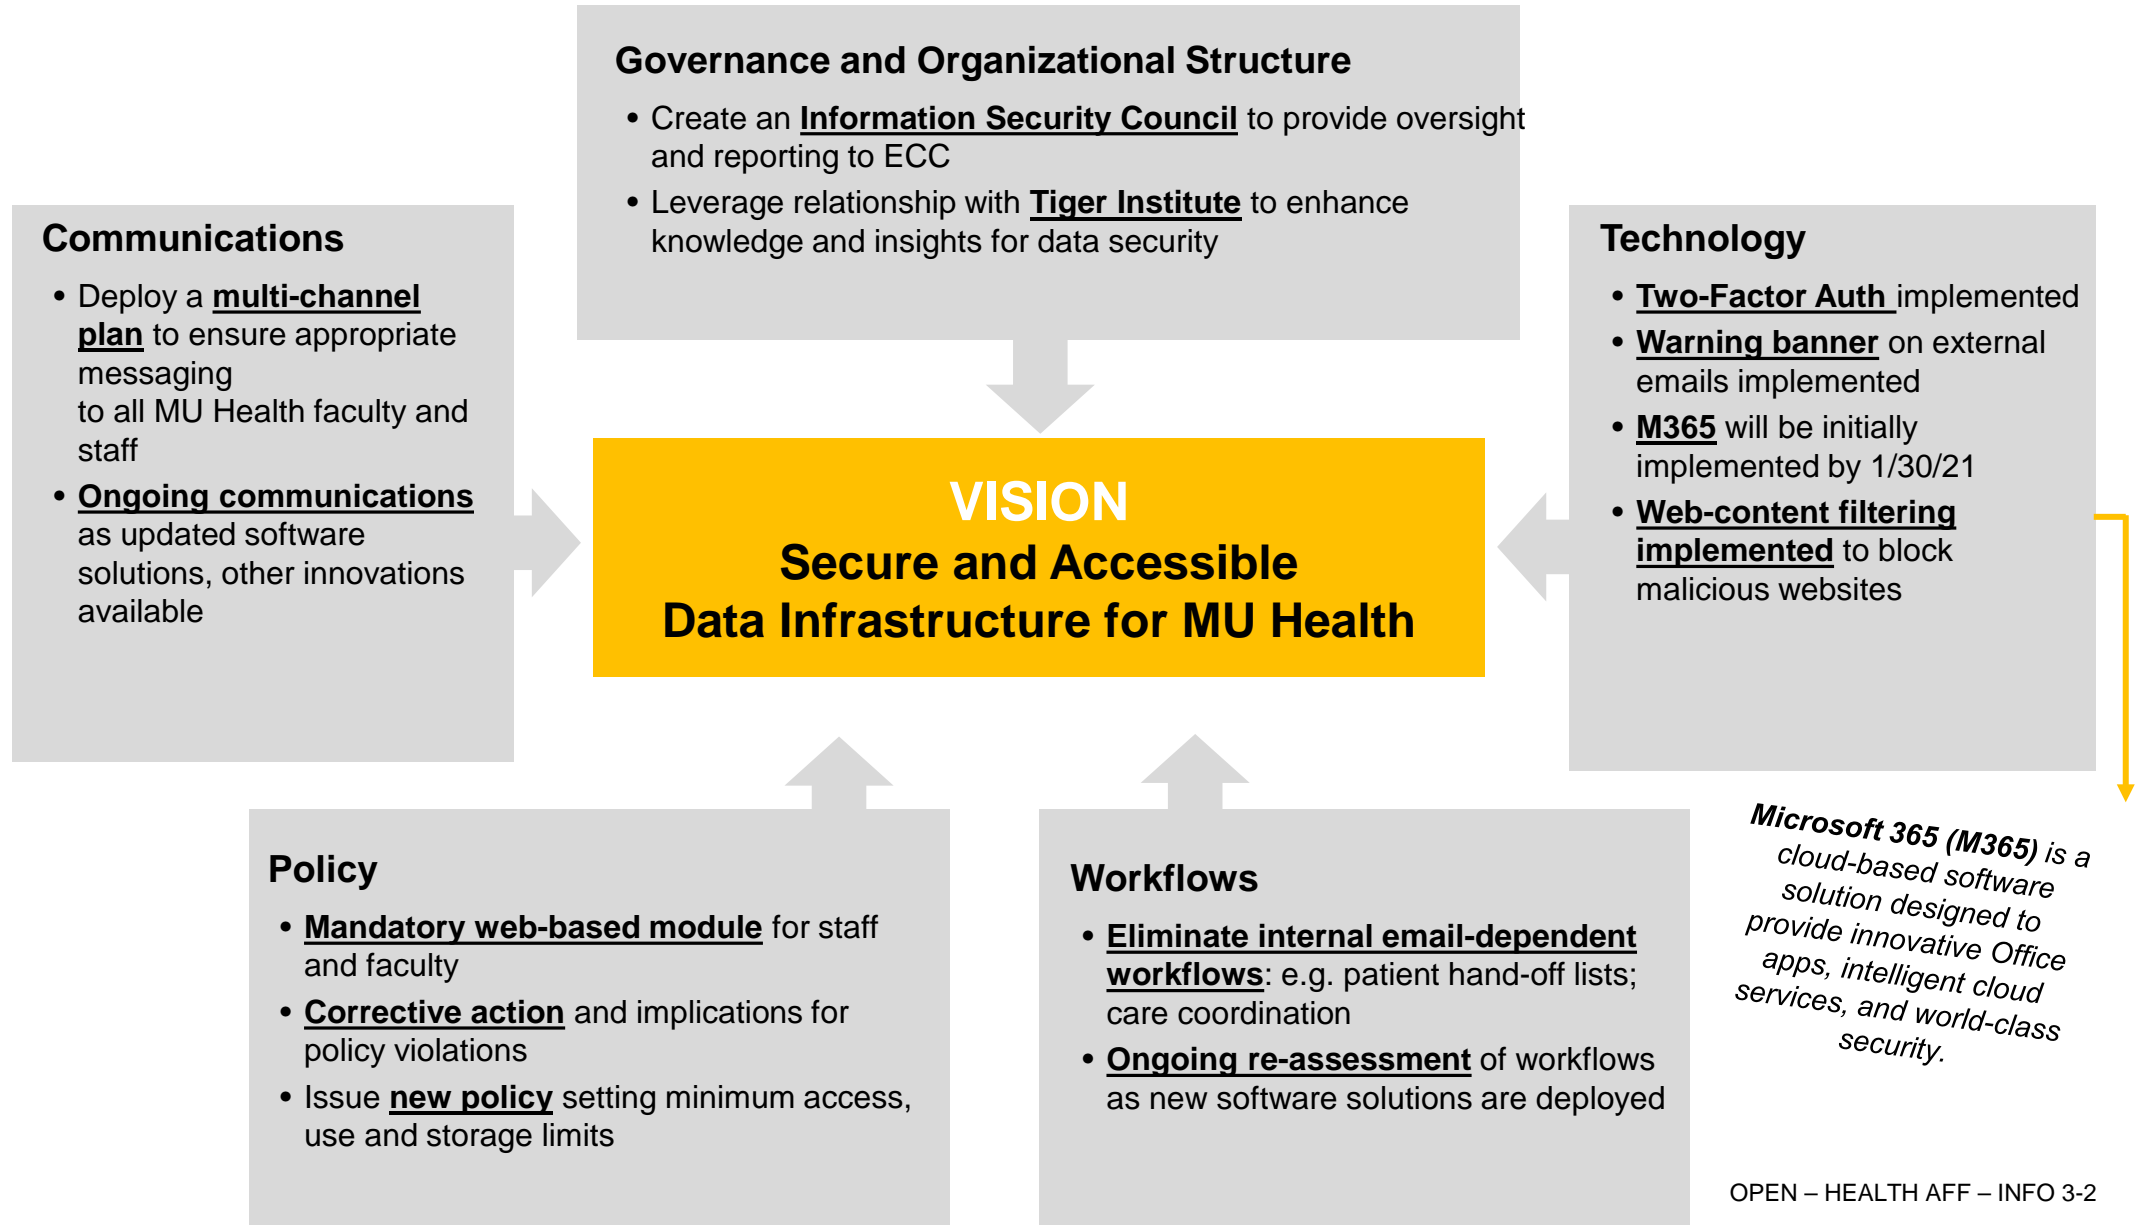 Governance and Organizational Structure
• Create an Information Security Council to provide oversight
and reporting to ECC
• Leverage relationship with Tiger Institute to enhance
knowledge and insights for data security
Communications
• Deploy a multi-channel
plan to ensure appropriate
messaging
to all MU Health faculty and
staff
• Ongoing communications
as updated software
solutions, other innovations
available
Technology
• Two-Factor Auth implemented
• Warning banner on external
emails implemented
• M365 will be initially
implemented by 1/30/21
• Web-content filtering
implemented to block
malicious websites
VISION
Secure and Accessible
Data Infrastructure for MU Health
Policy
• Mandatory web-based module for staff
and faculty
• Corrective action and implications for
policy violations
• Issue new policy setting minimum access,
use and storage limits
Workflows
• Eliminate internal email-dependent
workflows: e.g. patient hand-off lists;
care coordination
• Ongoing re-assessment of workflows
as new software solutions are deployed
Microsoft 365 (M365) is a
cloud-based software
solution designed to
provide innovative Office
apps, intelligent cloud
services, and world-class
security.
OPEN – HEALTH AFF – INFO 3-2